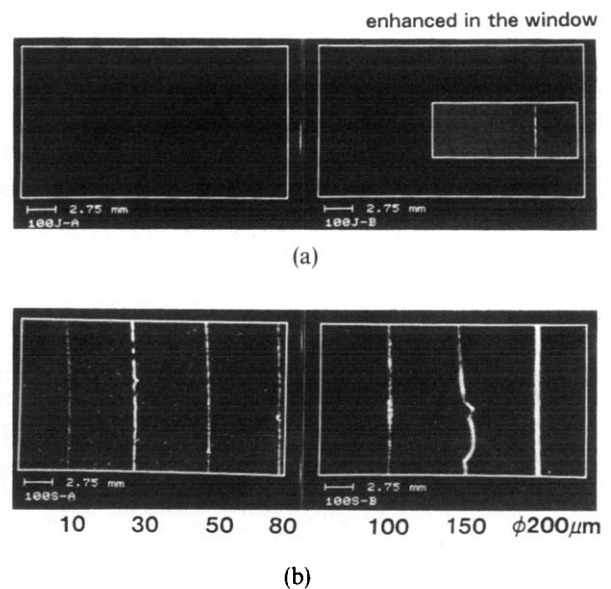 enhanced in the window
2.75 mm
100J-A
2.75 mm
100J-B
(a)
2.75 mm
100S-A
2.75 mm
100S-B
10 30 50 80 100 150 ϕ200μm
(b)